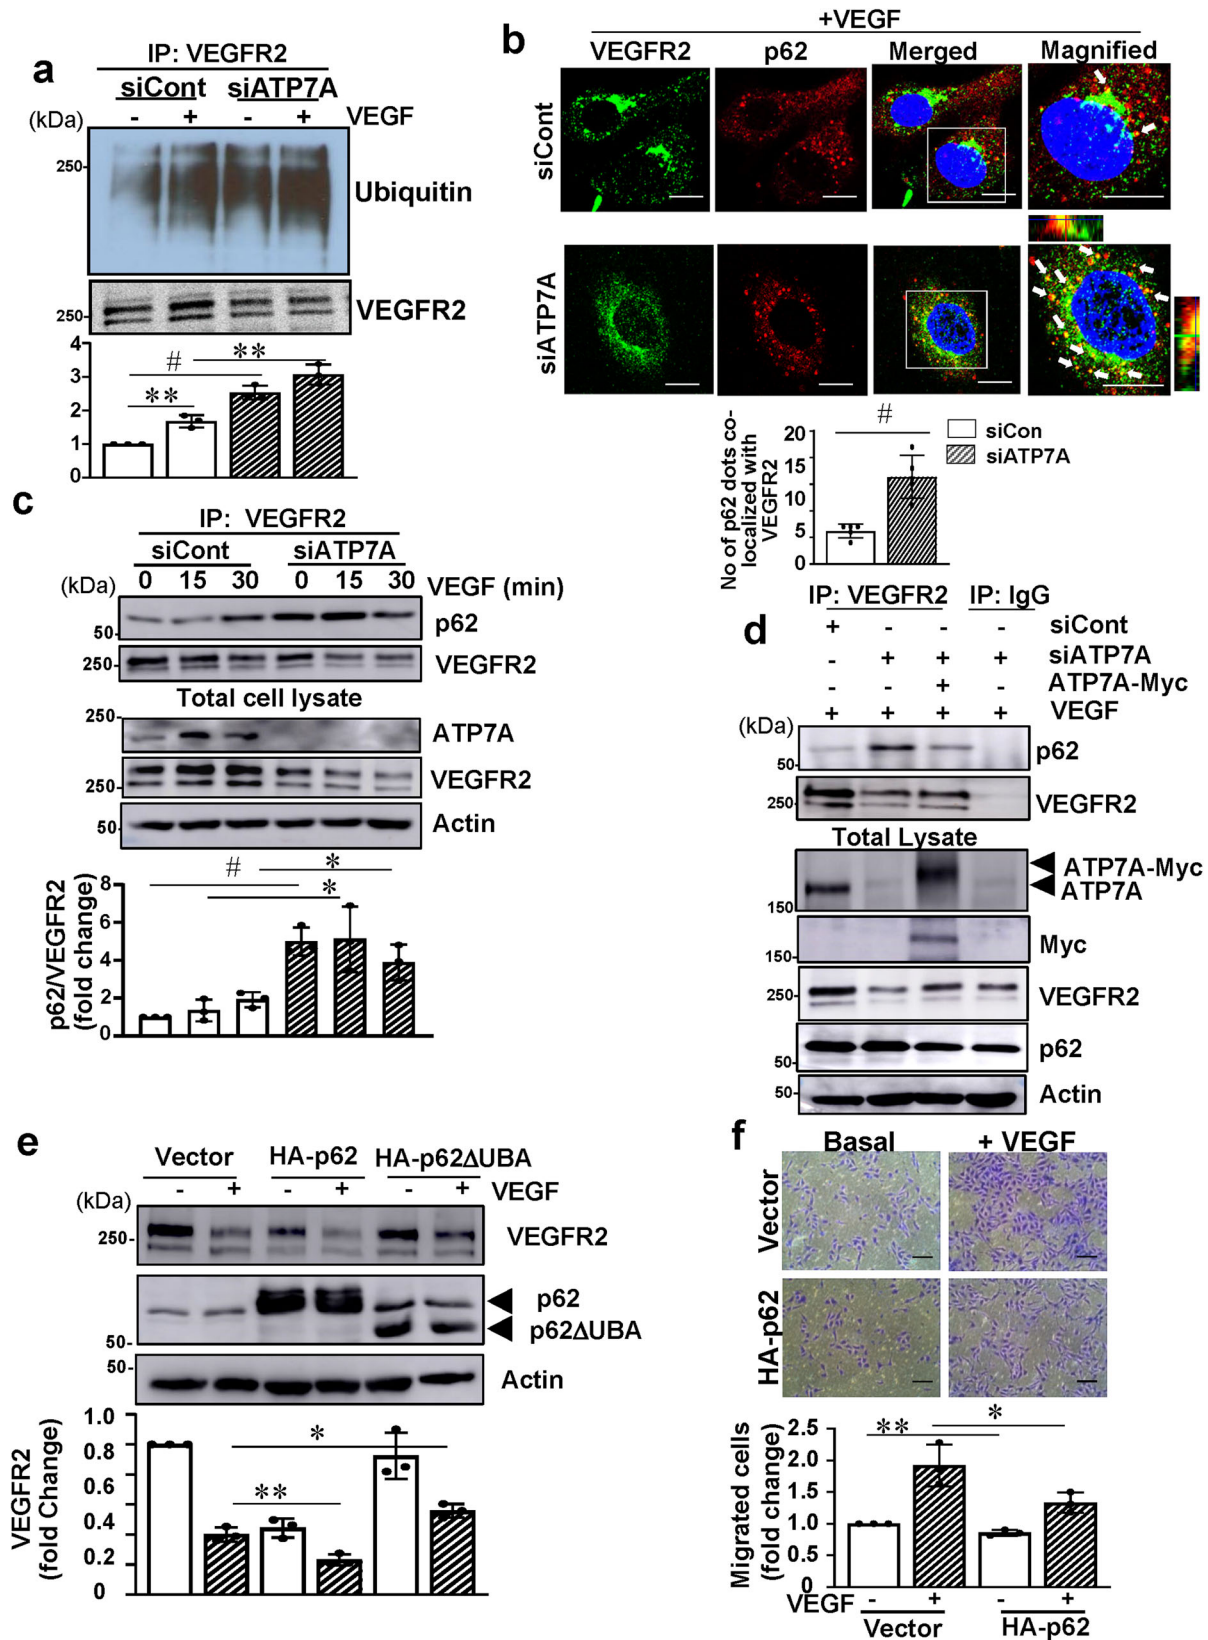 a
IP: VEGFR2
siCont siATP7A
(kDa) - + - + VEGF
250-
Ubiquitin
250-
VEGFR2
4
3
2
1
0
# ** **
b
+VEGF
VEGFR2 p62 Merged Magnified
siCont
siATP7A
No of p62 dots co-
localized with
VEGFR2
20
15
10
5
0
#
siCon
siATP7A
c
IP: VEGFR2
siCont siATP7A
(kDa) 0 15 30 0 15 30 VEGF (min)
50-
p62
250-
VEGFR2
Total cell lysate
250-
ATP7A
250-
VEGFR2
50-
Actin
p62/VEGFR2
(fold change)
8
6
4
2
0
# * *
d
IP: VEGFR2 IP: IgG
+ - - - siCont
- + + + siATP7A
- - + - ATP7A-Myc
+ + + + VEGF
(kDa)
50-
p62
250-
VEGFR2
Total Lysate
ATP7A-Myc
ATP7A
150-
150-
Myc
250-
VEGFR2
50-
p62
50-
Actin
e
Vector HA-p62 HA-p62ΔUBA
(kDa) - + - + - + VEGF
250-
VEGFR2
p62
p62ΔUBA
50-
50-
Actin
VEGFR2
(fold Change)
1.0
0.8
0.6
0.4
0.2
0
* **
f
Basal + VEGF
Vector
HA-p62
Migrated cells
(fold change)
2.5
2.0
1.5
1.0
0.5
0
** *
VEGF - + - +
Vector HA-p62